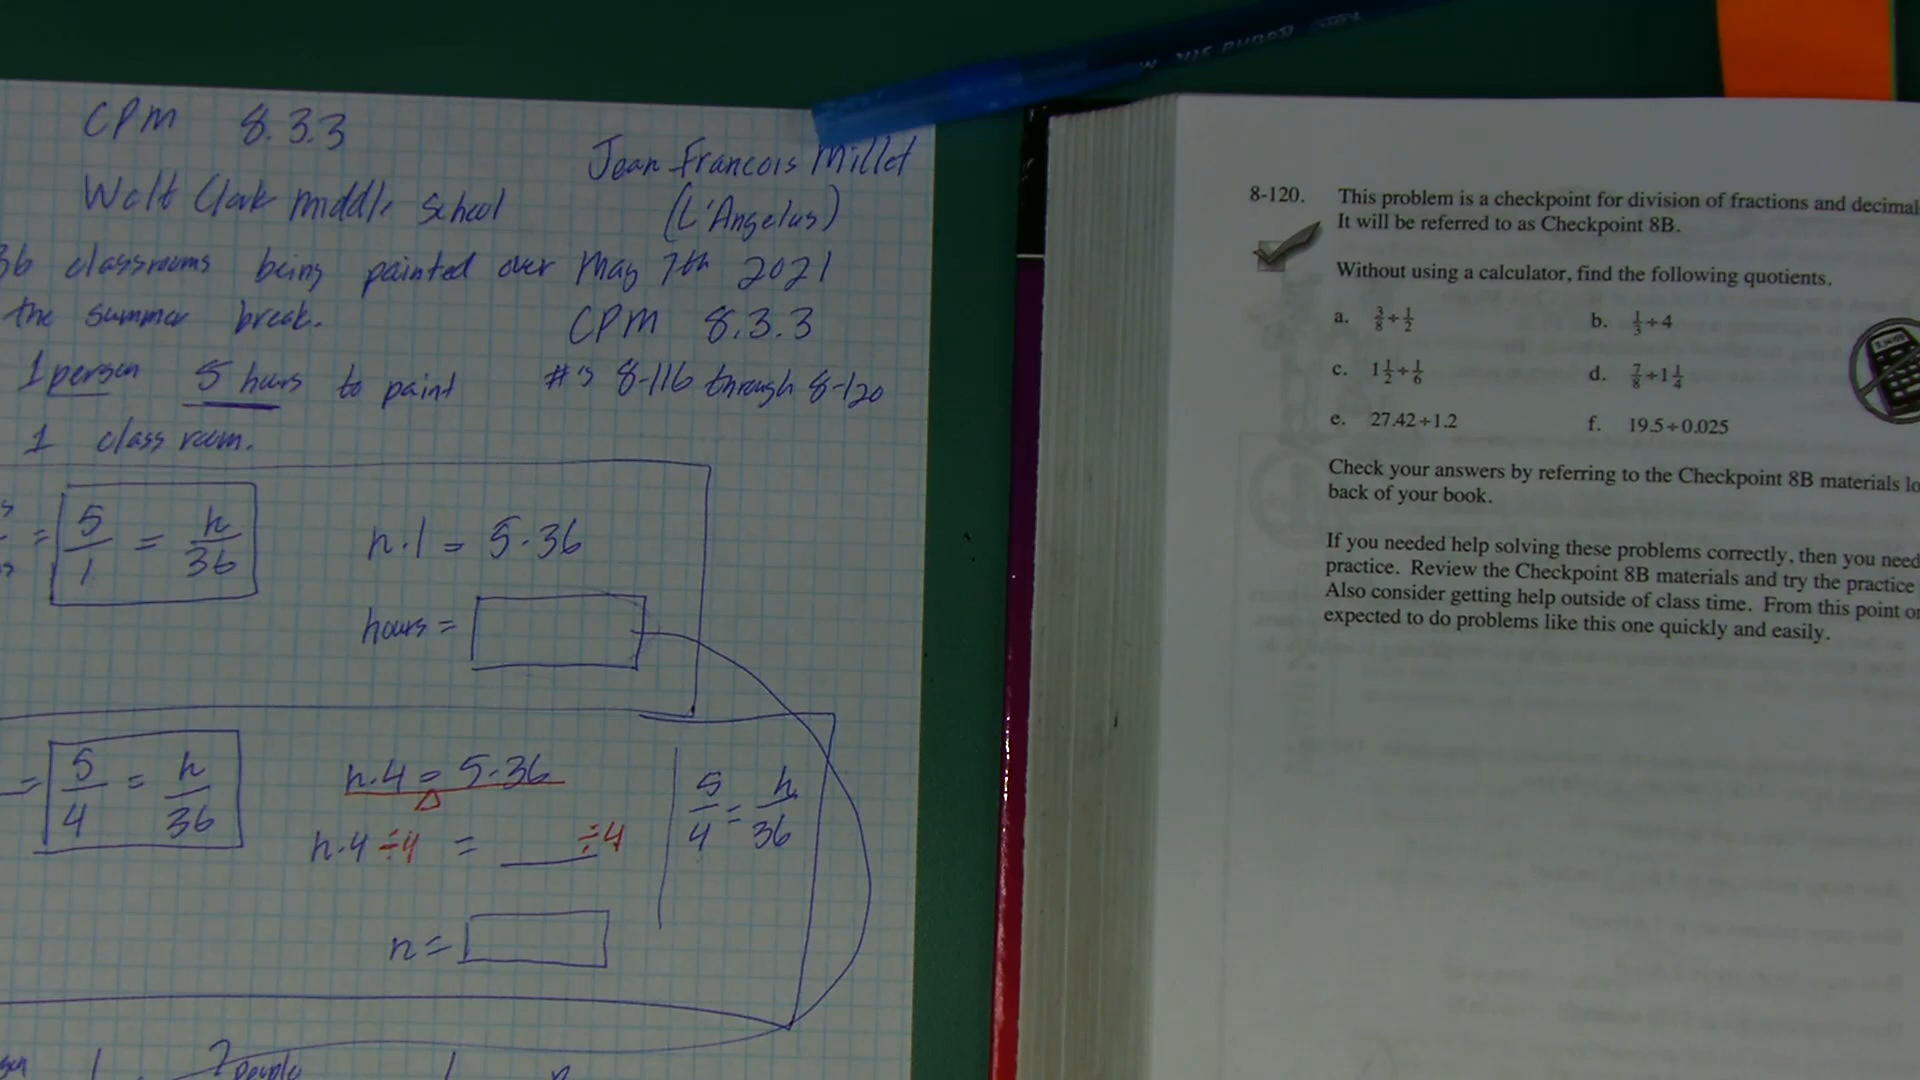 CPM 8.3.3
Walt Clark Middle School
36 classrooms being painted over
the summer break.
1 person 5 hours to paint
1 class room.
Jean Francois Millet
(L'Angelus)
May 7th 2021
CPM 8.3.3
#'s 8-116 through 8-120
= 5/1 = h/36
n·1 = 5·36
hours =
= 5/4 = h/36
n·4 = 5·36
n·4 ÷4 = ____ ÷4
n =
5/4 = h/36
2 people
8-120. This problem is a checkpoint for division of fractions and decimal
It will be referred to as Checkpoint 8B.
Without using a calculator, find the following quotients.
a. 3/8 ÷ 1/2 b. 1/3 ÷ 4
c. 1 1/2 ÷ 1/6 d. 7/8 ÷ 1 1/4
e. 27.42 ÷ 1.2 f. 19.5 ÷ 0.025
Check your answers by referring to the Checkpoint 8B materials lo
back of your book.
If you needed help solving these problems correctly, then you need
practice. Review the Checkpoint 8B materials and try the practice
Also consider getting help outside of class time. From this point o
expected to do problems like this one quickly and easily.